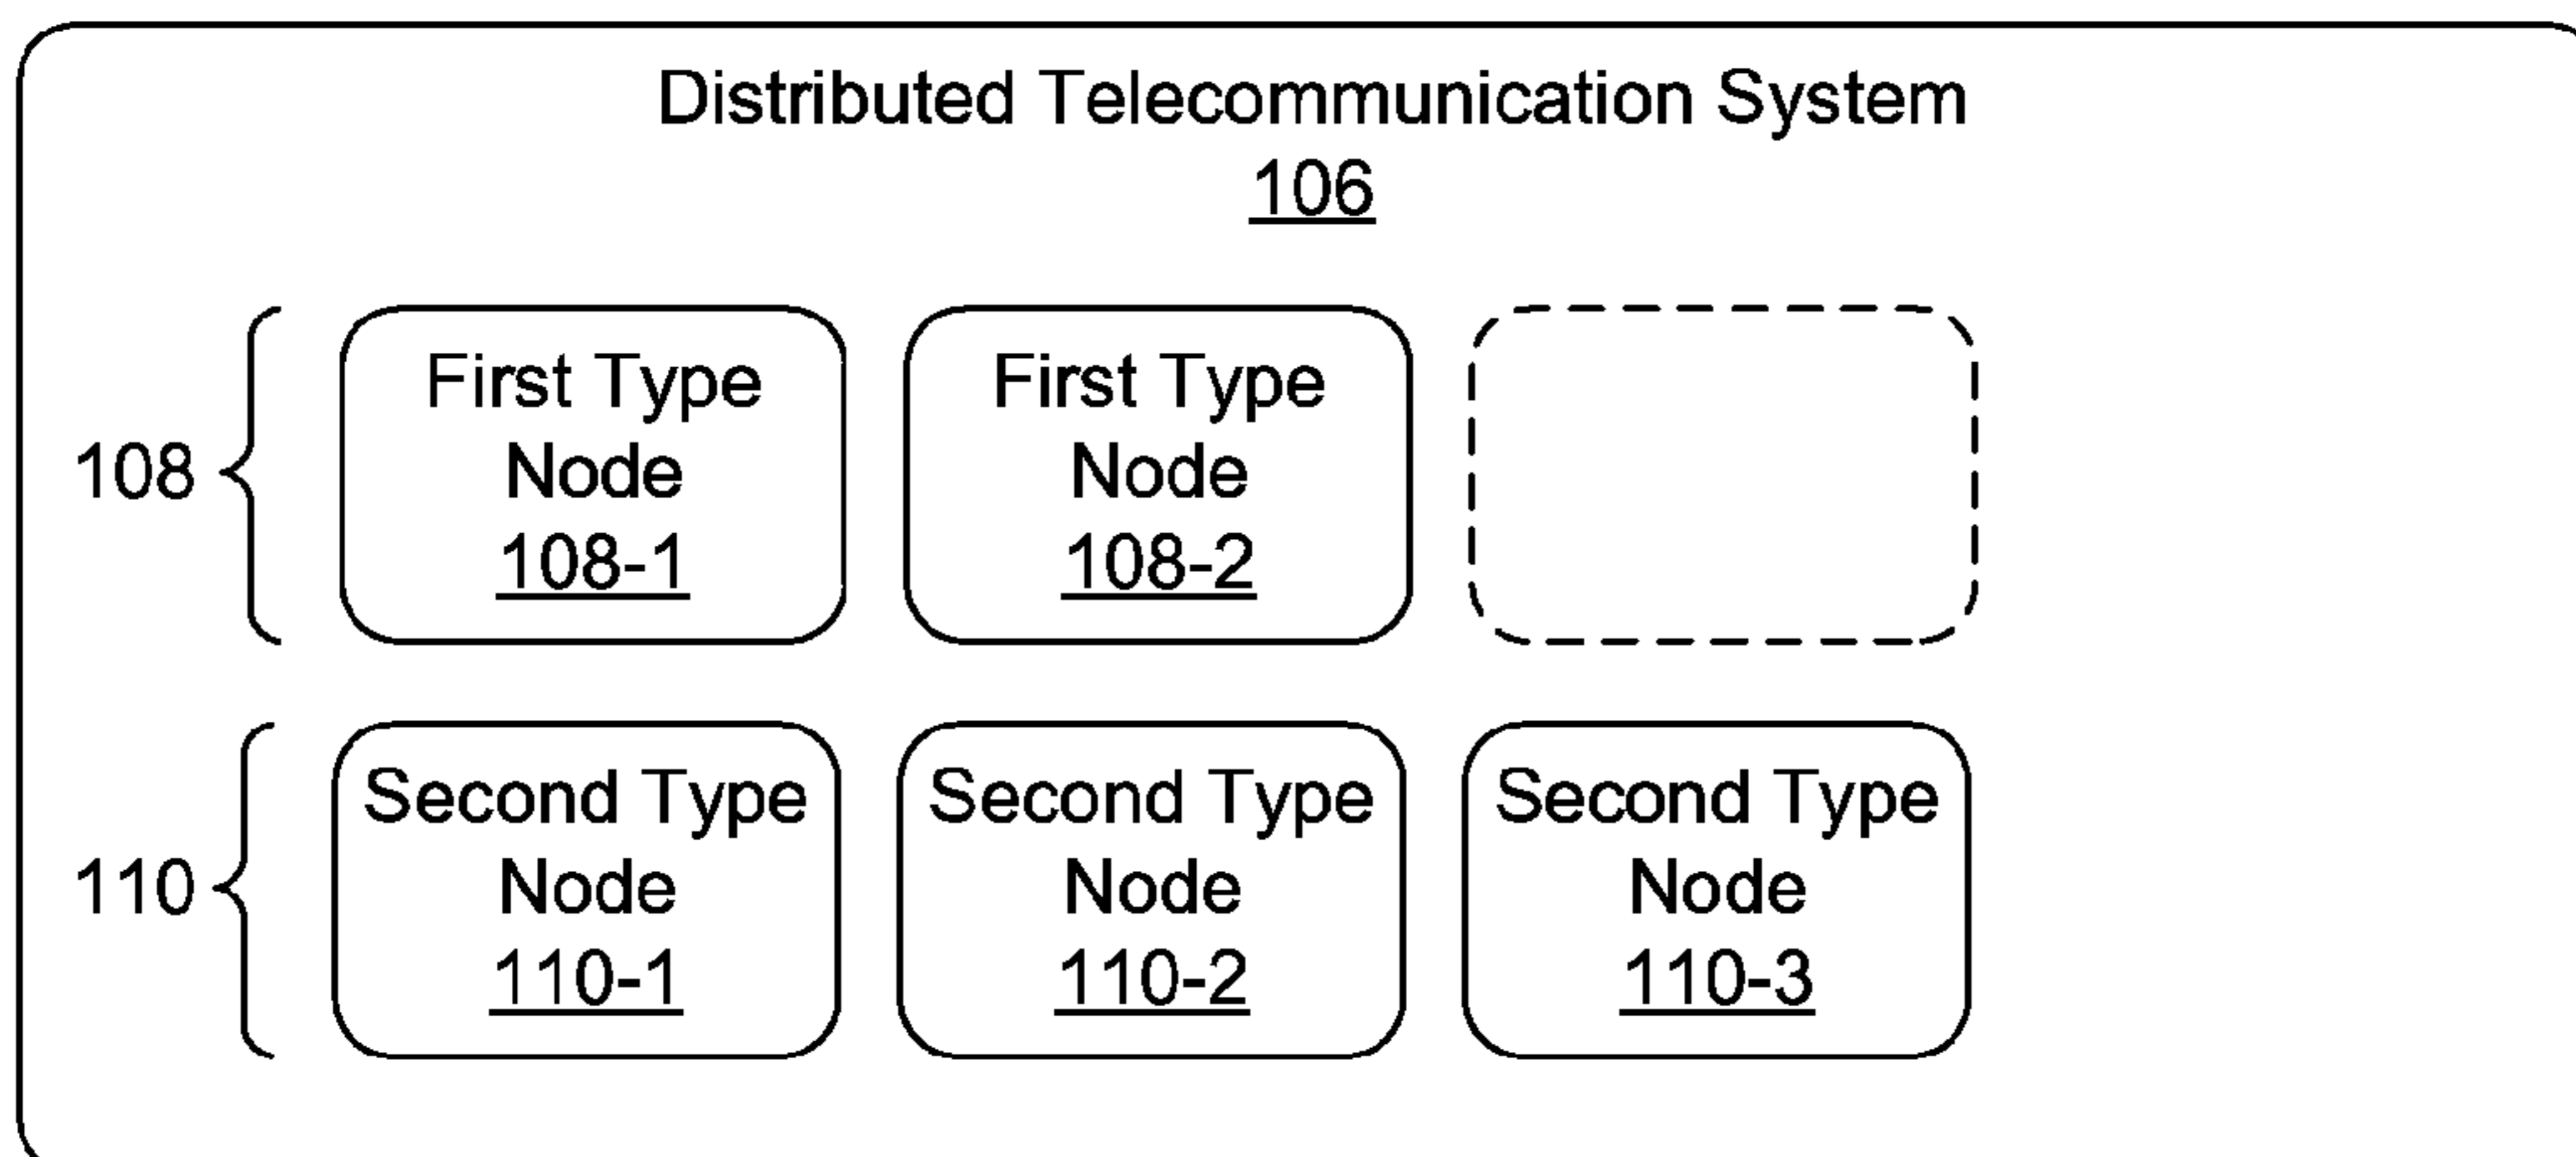 Distributed Telecommunication System
106
108
First Type
Node
108-1
First Type
Node
108-2
110
Second Type
Node
110-1
Second Type
Node
110-2
Second Type
Node
110-3